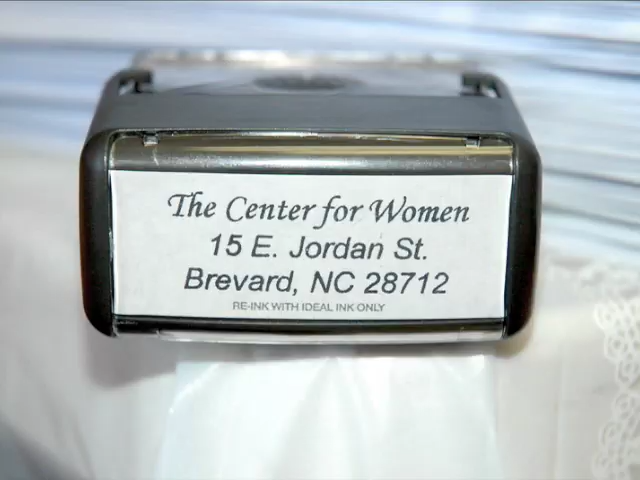 The Center for Women
15 E. Jordan St.
Brevard, NC 28712
RE-INK WITH IDEAL INK ONLY